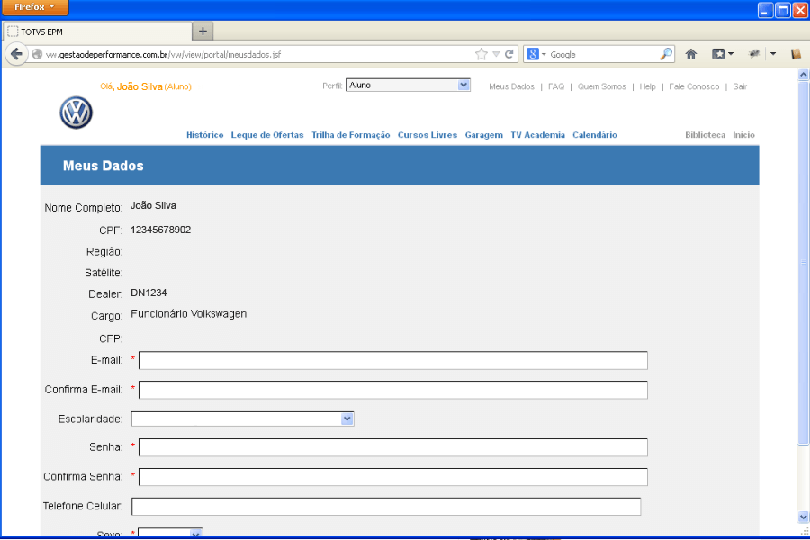 Firefox
TOTVS EPM
ww.gestaodeperformance.com.br/vw/view/portal/meusdados.jsf
Google
Olá, João Silva (Aluno)
Perfil: Aluno
Meus Dados | FAQ | Quem Somos | Help | Fale Conosco | Sair
Histórico Leque de Ofertas Trilha de Formação Cursos Livres Garagem TV Academia Calendário Biblioteca Início
Meus Dados
Nome Completo: João Silva
CPF: 12345678902
Região:
Satélite:
Dealer: DN1234
Cargo: Funcionário Volkswagen
CFP:
E-mail: *
Confirma E-mail: *
Escolaridade:
Senha: *
Confirma Senha: *
Telefone Celular:
Sexo: *